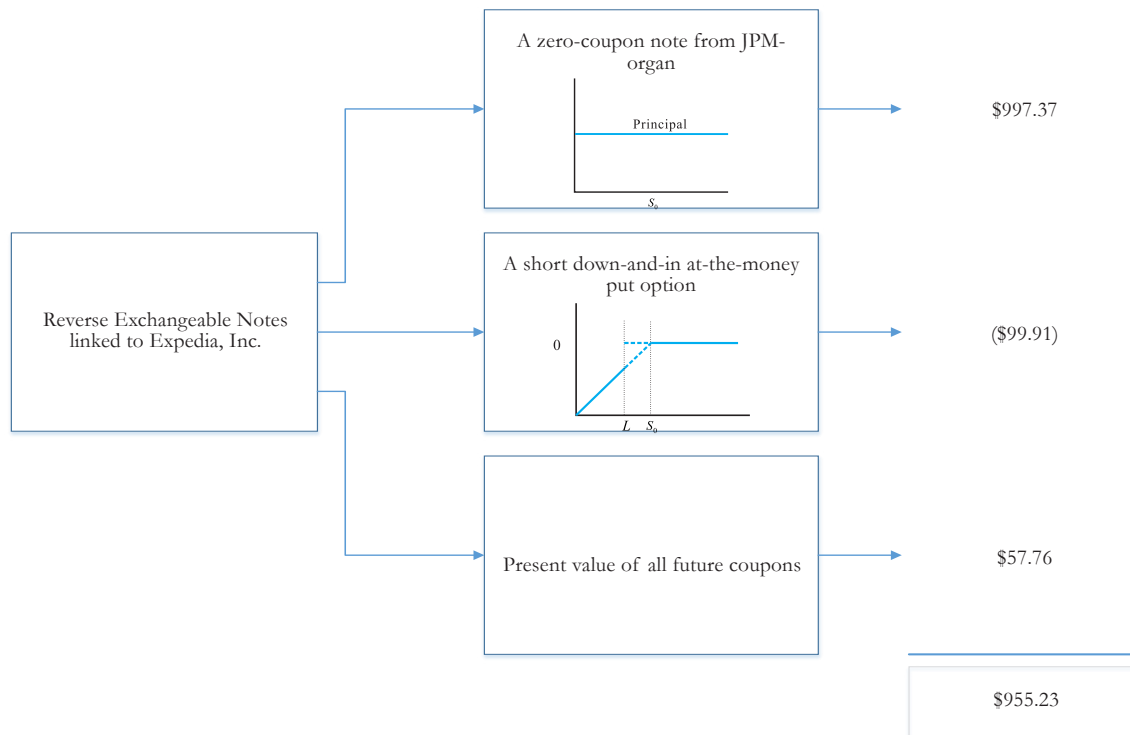 A zero-coupon note from JPM-
organ
Principal
S₀
$997.37
Reverse Exchangeable Notes
linked to Expedia, Inc.
A short down-and-in at-the-money
put option
0
L S₀
($99.91)
Present value of all future coupons
$57.76
$955.23